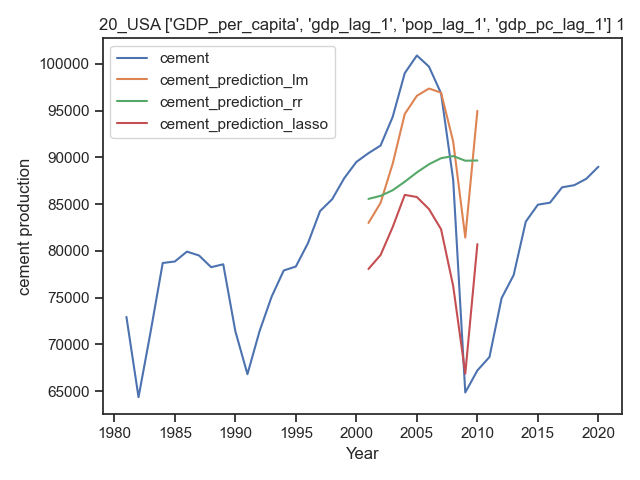 20_USA ['GDP_per_capita', 'gdp_lag_1', 'pop_lag_1', 'gdp_pc_lag_1'] 1
cement
cement_prediction_lm
cement_prediction_rr
cement_prediction_lasso
100000
95000
90000
85000
80000
75000
70000
65000
cement production
1980 1985 1990 1995 2000 2005 2010 2015 2020
Year